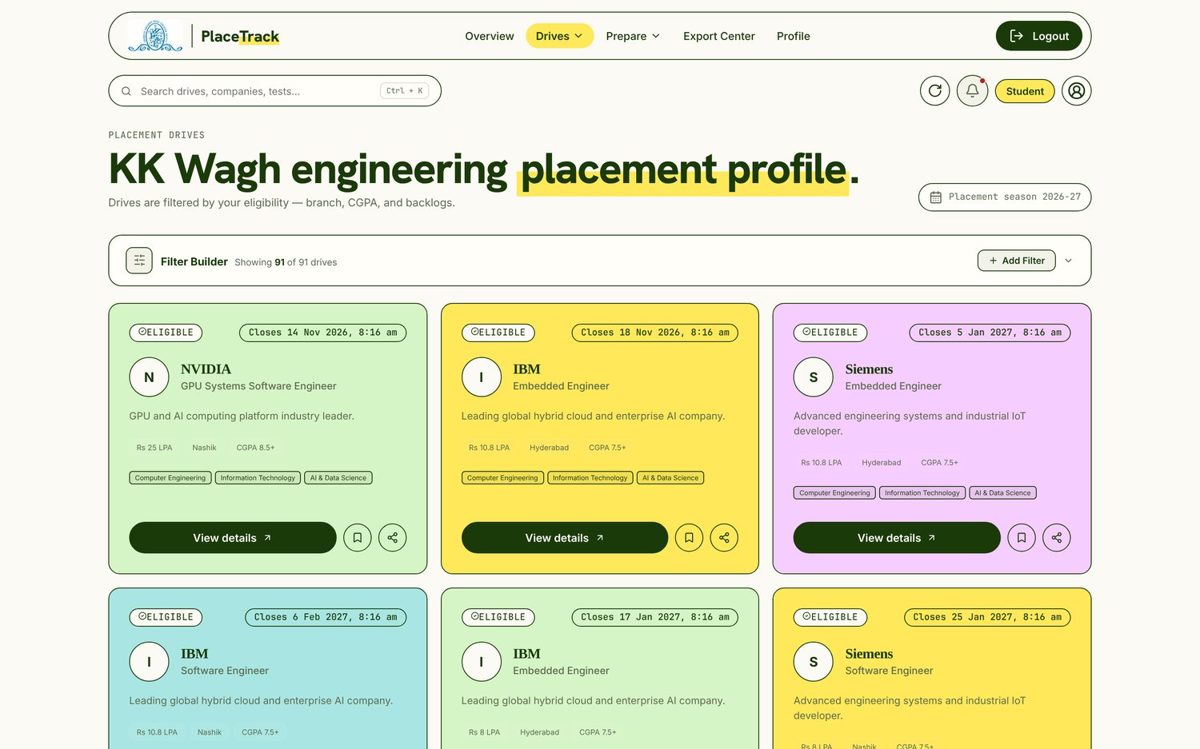 PlaceTrack
Overview
Drives
Prepare
Export Center
Profile
Logout
Search drives, companies, tests...
Ctrl + K
Student
PLACEMENT DRIVES
KK Wagh engineering placement profile.
Drives are filtered by your eligibility — branch, CGPA, and backlogs.
Placement season 2026-27
Filter Builder Showing 91 of 91 drives
+ Add Filter
ELIGIBLE
Closes 14 Nov 2026, 8:16 am
N
NVIDIA
GPU Systems Software Engineer
GPU and AI computing platform industry leader.
Rs 25 LPA Nashik CGPA 8.5+
Computer Engineering Information Technology AI & Data Science
View details
ELIGIBLE
Closes 18 Nov 2026, 8:16 am
I
IBM
Embedded Engineer
Leading global hybrid cloud and enterprise AI company.
Rs 10.8 LPA Hyderabad CGPA 7.5+
Computer Engineering Information Technology AI & Data Science
View details
ELIGIBLE
Closes 5 Jan 2027, 8:16 am
S
Siemens
Embedded Engineer
Advanced engineering systems and industrial IoT
developer.
Rs 10.8 LPA Hyderabad CGPA 7.5+
Computer Engineering Information Technology AI & Data Science
View details
ELIGIBLE
Closes 6 Feb 2027, 8:16 am
I
IBM
Software Engineer
Leading global hybrid cloud and enterprise AI company.
Rs 10.8 LPA Nashik CGPA 7.5+
ELIGIBLE
Closes 17 Jan 2027, 8:16 am
I
IBM
Embedded Engineer
Leading global hybrid cloud and enterprise AI company.
Rs 8 LPA Hyderabad CGPA 7.5+
ELIGIBLE
Closes 25 Jan 2027, 8:16 am
S
Siemens
Software Engineer
Advanced engineering systems and industrial IoT
developer.
Rs 8 LPA Nashik CGPA 7.5+